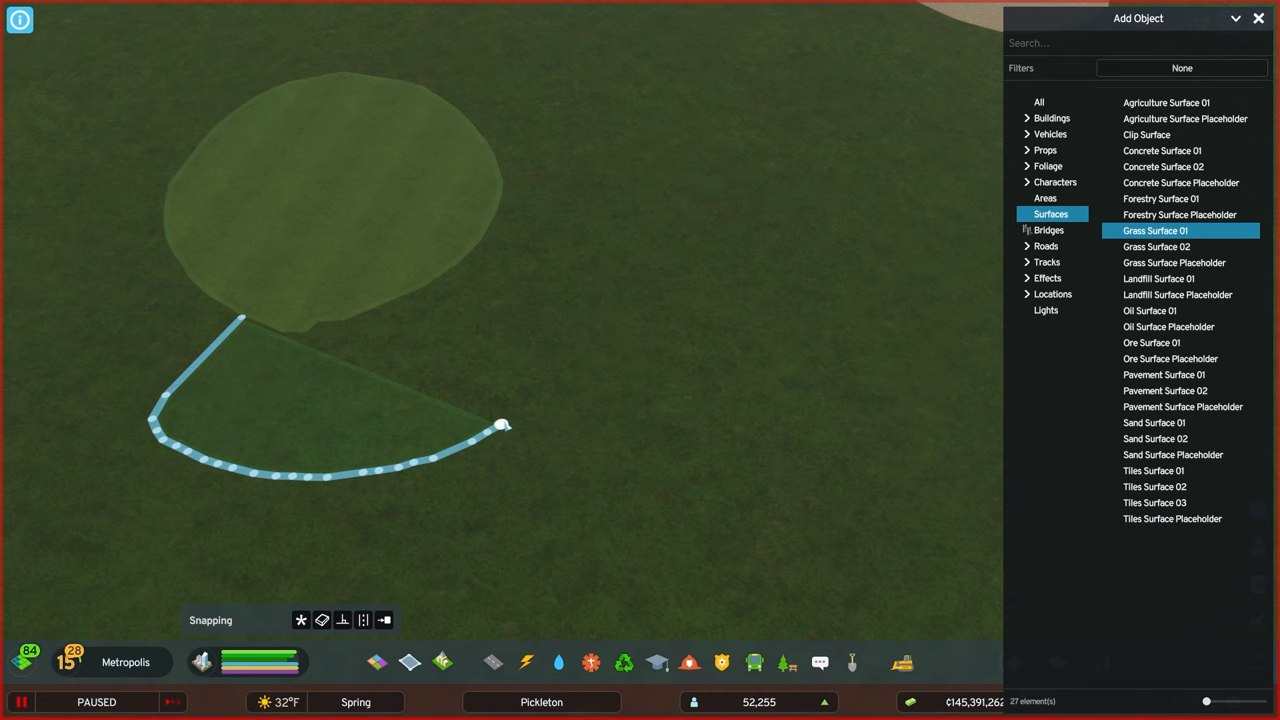 Add Object
Search...
Filters
None
All
Buildings
Vehicles
Props
Foliage
Characters
Areas
Surfaces
Bridges
Roads
Tracks
Effects
Locations
Lights
Agriculture Surface 01
Agriculture Surface Placeholder
Clip Surface
Concrete Surface 01
Concrete Surface 02
Concrete Surface Placeholder
Forestry Surface 01
Forestry Surface Placeholder
Grass Surface 01
Grass Surface 02
Grass Surface Placeholder
Landfill Surface 01
Landfill Surface Placeholder
Oil Surface 01
Oil Surface Placeholder
Ore Surface 01
Ore Surface Placeholder
Pavement Surface 01
Pavement Surface 02
Pavement Surface Placeholder
Sand Surface 01
Sand Surface 02
Sand Surface Placeholder
Tiles Surface 01
Tiles Surface 02
Tiles Surface 03
Tiles Surface Placeholder
27 element(s)
Snapping
84
15
28
Metropolis
PAUSED
32°F
Spring
Pickleton
52,255
¢145,391,262